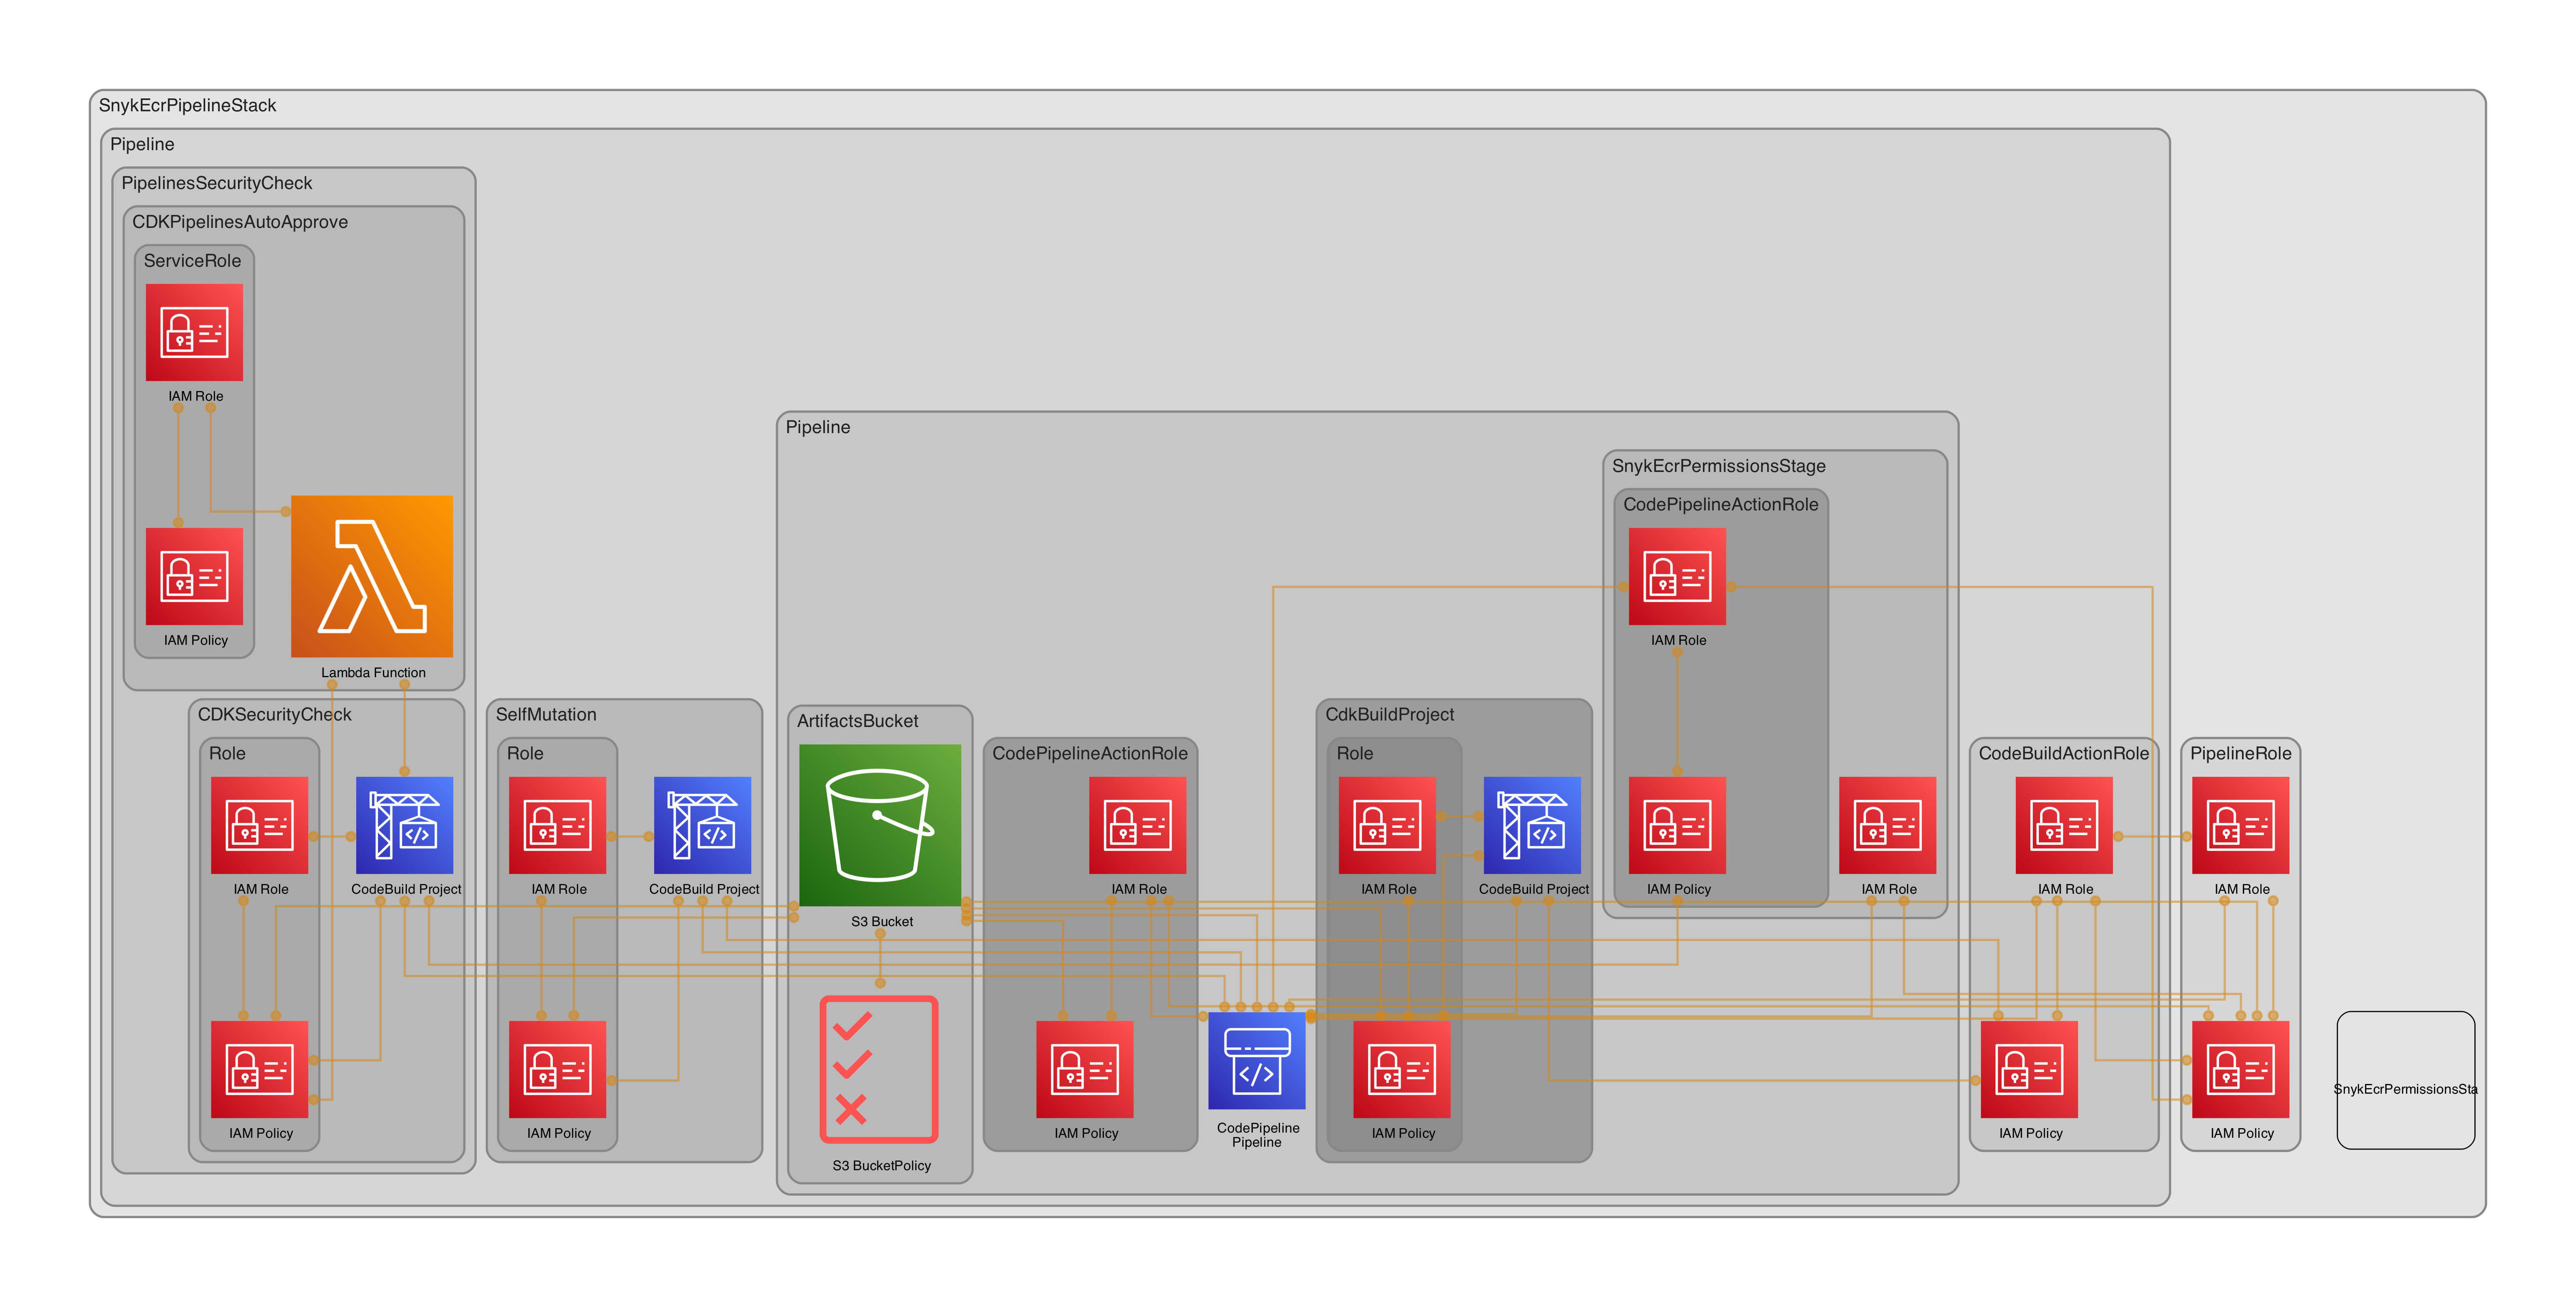 SnykEcrPipelineStack
Pipeline
PipelinesSecurityCheck
CDKPipelinesAutoApprove
ServiceRole
IAM Role
IAM Policy
Lambda Function
CDKSecurityCheck
Role
IAM Role
CodeBuild Project
IAM Policy
SelfMutation
Role
IAM Role
CodeBuild Project
IAM Policy
Pipeline
ArtifactsBucket
S3 Bucket
S3 BucketPolicy
CodePipelineActionRole
IAM Role
IAM Policy
CodePipeline
Pipeline
CdkBuildProject
Role
IAM Role
CodeBuild Project
IAM Policy
SnykEcrPermissionsStage
CodePipelineActionRole
IAM Role
IAM Policy
IAM Role
CodeBuildActionRole
IAM Role
IAM Policy
PipelineRole
IAM Role
IAM Policy
SnykEcrPermissionsSta